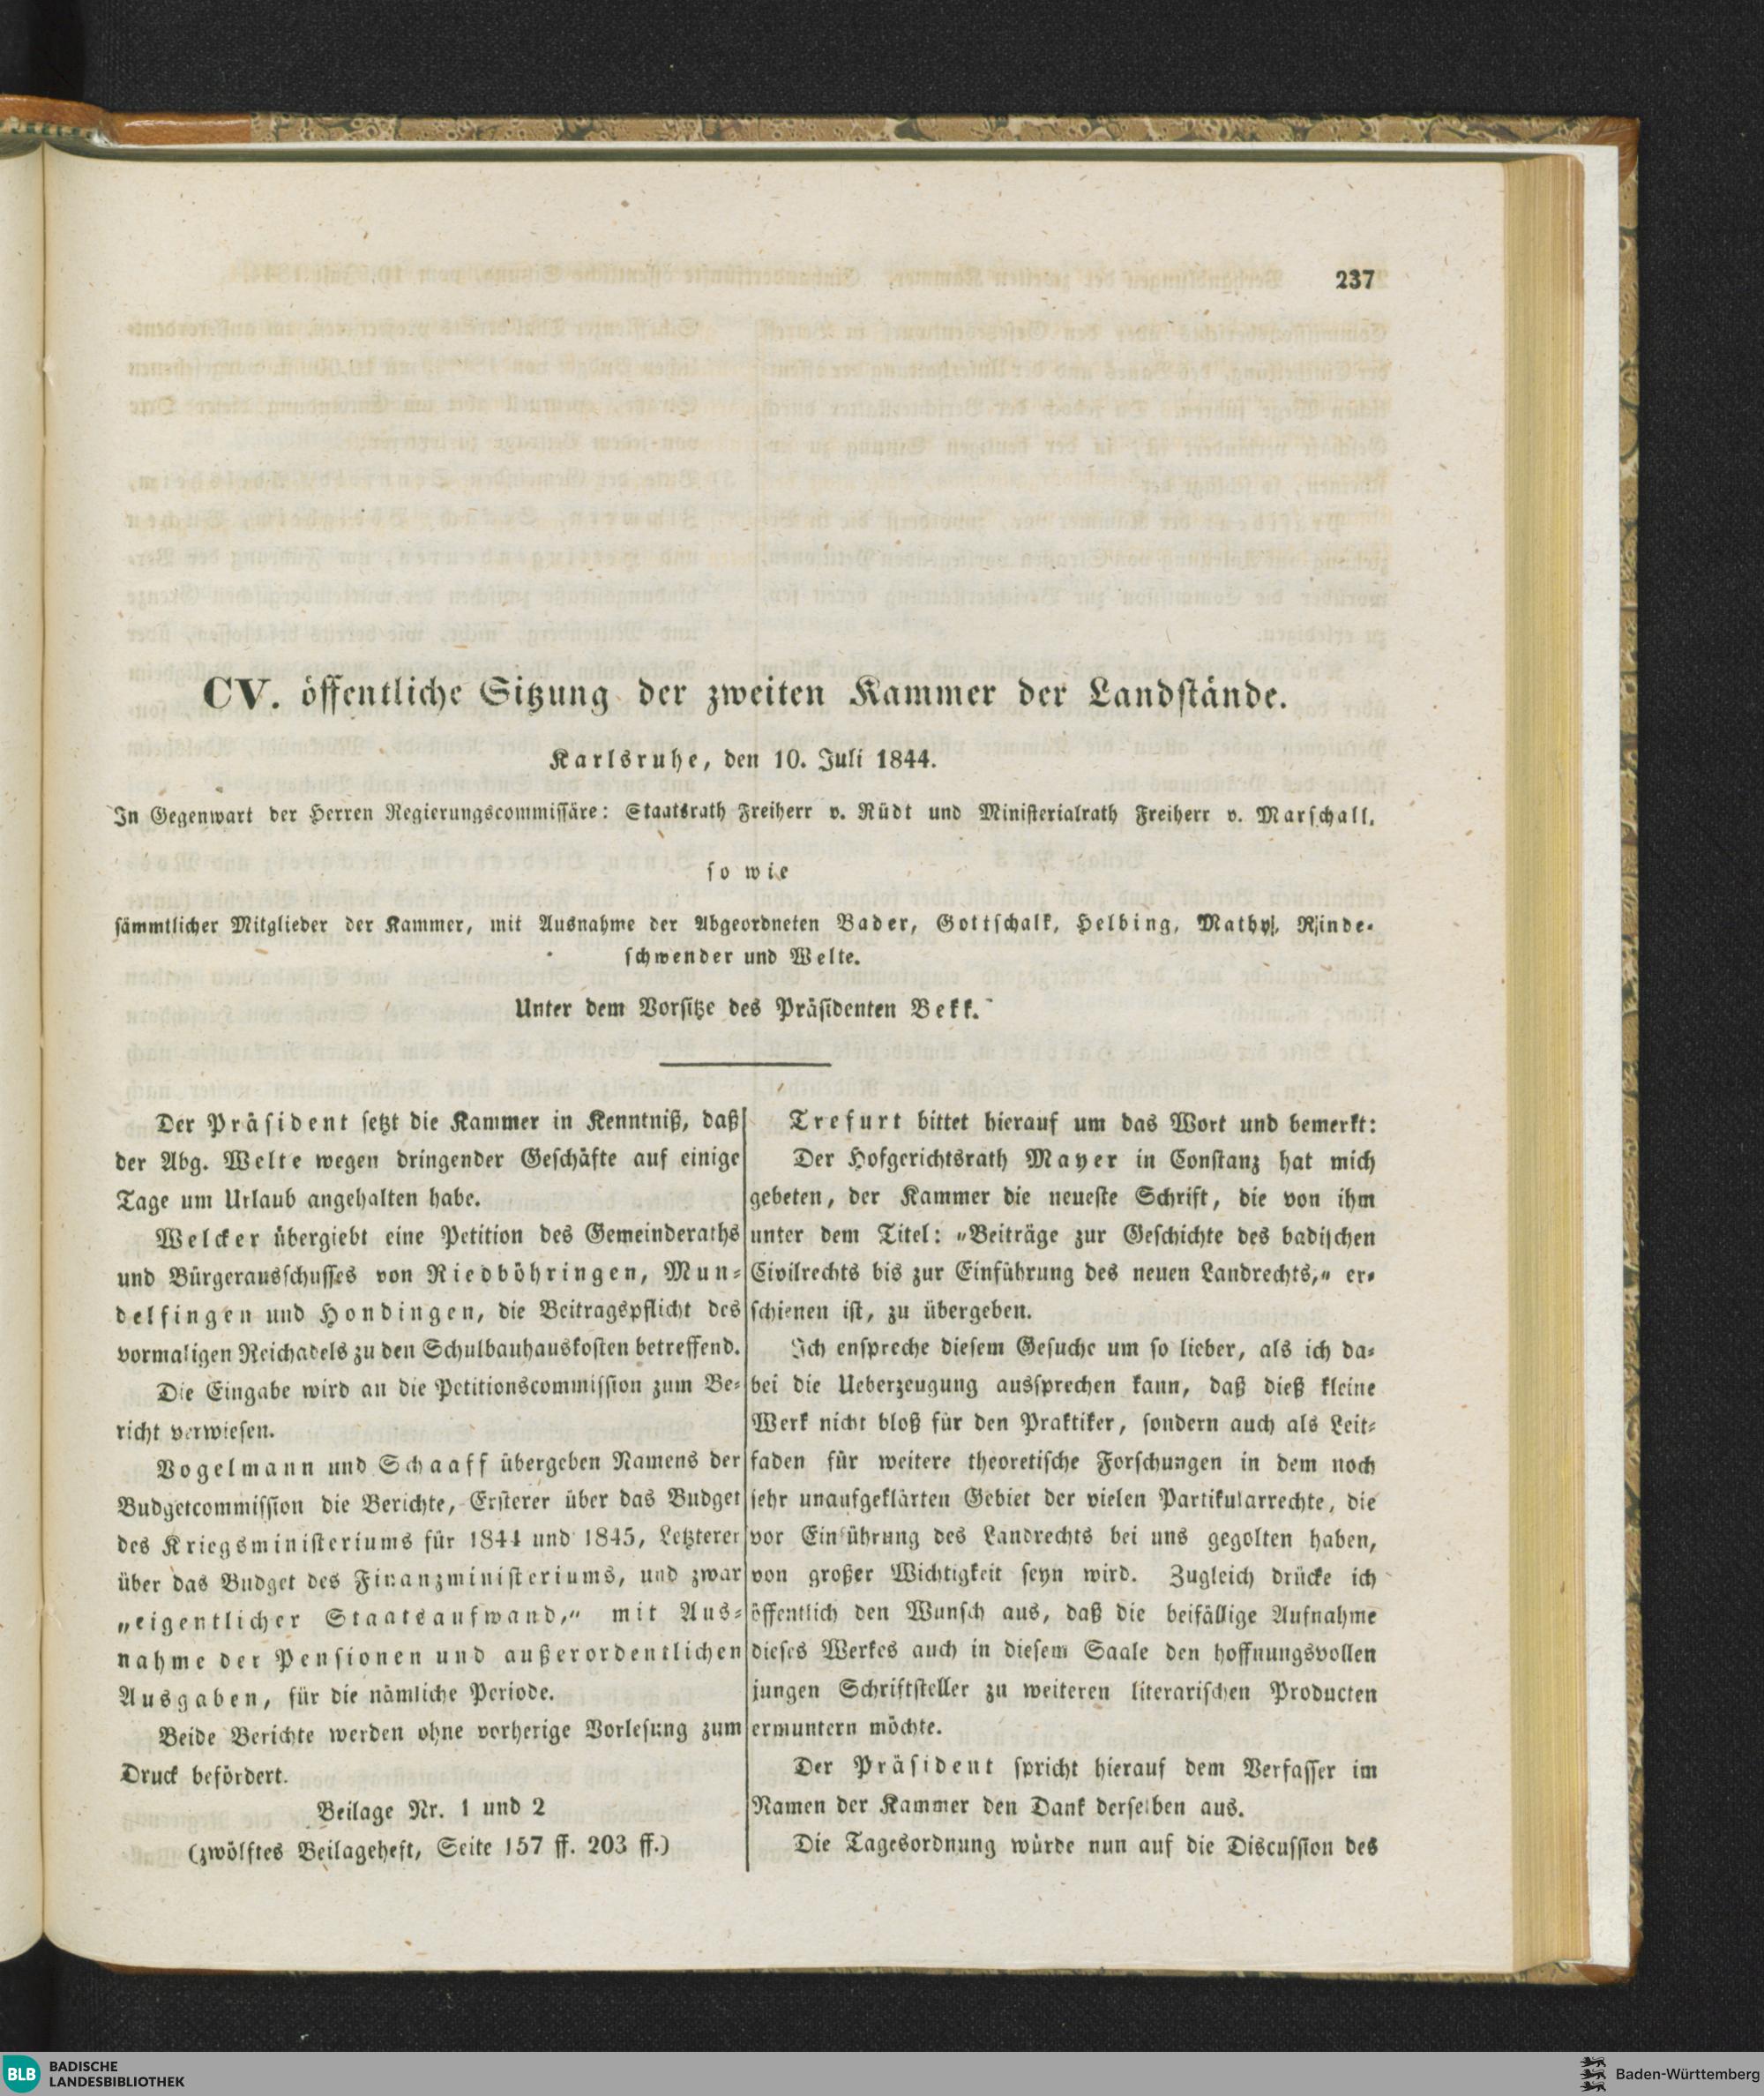 237
CV. öffentliche Sitzung der zweiten Kammer der Landstände.
Karlsruhe, den 10. Juli 1844.
In Gegenwart der Herren Regierungscommissäre: Staatsrath Freiherr v. Rüdt und Ministerialrath Freiherr v. Marschall,
so wie
sämmtlicher Mitglieder der Kammer, mit Ausnahme der Abgeordneten Bader, Gottschalk, Helbing, Mathy, Rinde-
schwender und Welte.
Unter dem Vorsitze des Präsidenten Bekk.
Der Präsident setzt die Kammer in Kenntniß, daß
der Abg. Welte wegen dringender Geschäfte auf einige
Tage um Urlaub angehalten habe.
Welcker übergiebt eine Petition des Gemeinderaths
und Bürgerausschusses von Riedböhringen, Mun-
delfingen und Hondingen, die Beitragspflicht des
vormaligen Reichadels zu den Schulbauhauskosten betreffend.
Die Eingabe wird an die Petitionscommission zum Be-
richt verwiesen.
Vogelmann und Schaaff übergeben Namens der
Budgetcommission die Berichte, Ersterer über das Budget
des Kriegsministeriums für 1844 und 1845, Letzterer
über das Budget des Finanzministeriums, und zwar
„eigentlicher Staatsaufwand,“ mit Aus-
nahme der Pensionen und außerordentlichen
Ausgaben, für die nämliche Periode.
Beide Berichte werden ohne vorherige Vorlesung zum
Druck befördert.
Beilage Nr. 1 und 2
(zwölftes Beilageheft, Seite 157 ff. 203 ff.)
Trefurt bittet hierauf um das Wort und bemerkt:
Der Hofgerichtsrath Mayer in Constanz hat mich
gebeten, der Kammer die neueste Schrift, die von ihm
unter dem Titel: „Beiträge zur Geschichte des badischen
Civilrechts bis zur Einführung des neuen Landrechts,“ er-
schienen ist, zu übergeben.
Ich enspreche diesem Gesuche um so lieber, als ich da-
bei die Ueberzeugung aussprechen kann, daß dieß kleine
Werk nicht bloß für den Praktiker, sondern auch als Leit-
faden für weitere theoretische Forschungen in dem noch
sehr unaufgeklärten Gebiet der vielen Partikularrechte, die
vor Einführung des Landrechts bei uns gegolten haben,
von großer Wichtigkeit seyn wird. Zugleich drücke ich
öffentlich den Wunsch aus, daß die beifällige Aufnahme
dieses Werkes auch in diesem Saale den hoffnungsvollen
jungen Schriftsteller zu weiteren literarischen Producten
ermuntern möchte.
Der Präsident spricht hierauf dem Verfasser im
Namen der Kammer den Dank derselben aus.
Die Tagesordnung würde nun auf die Discussion des
BLB
BADISCHE
LANDESBIBLIOTHEK
Baden-Württemberg